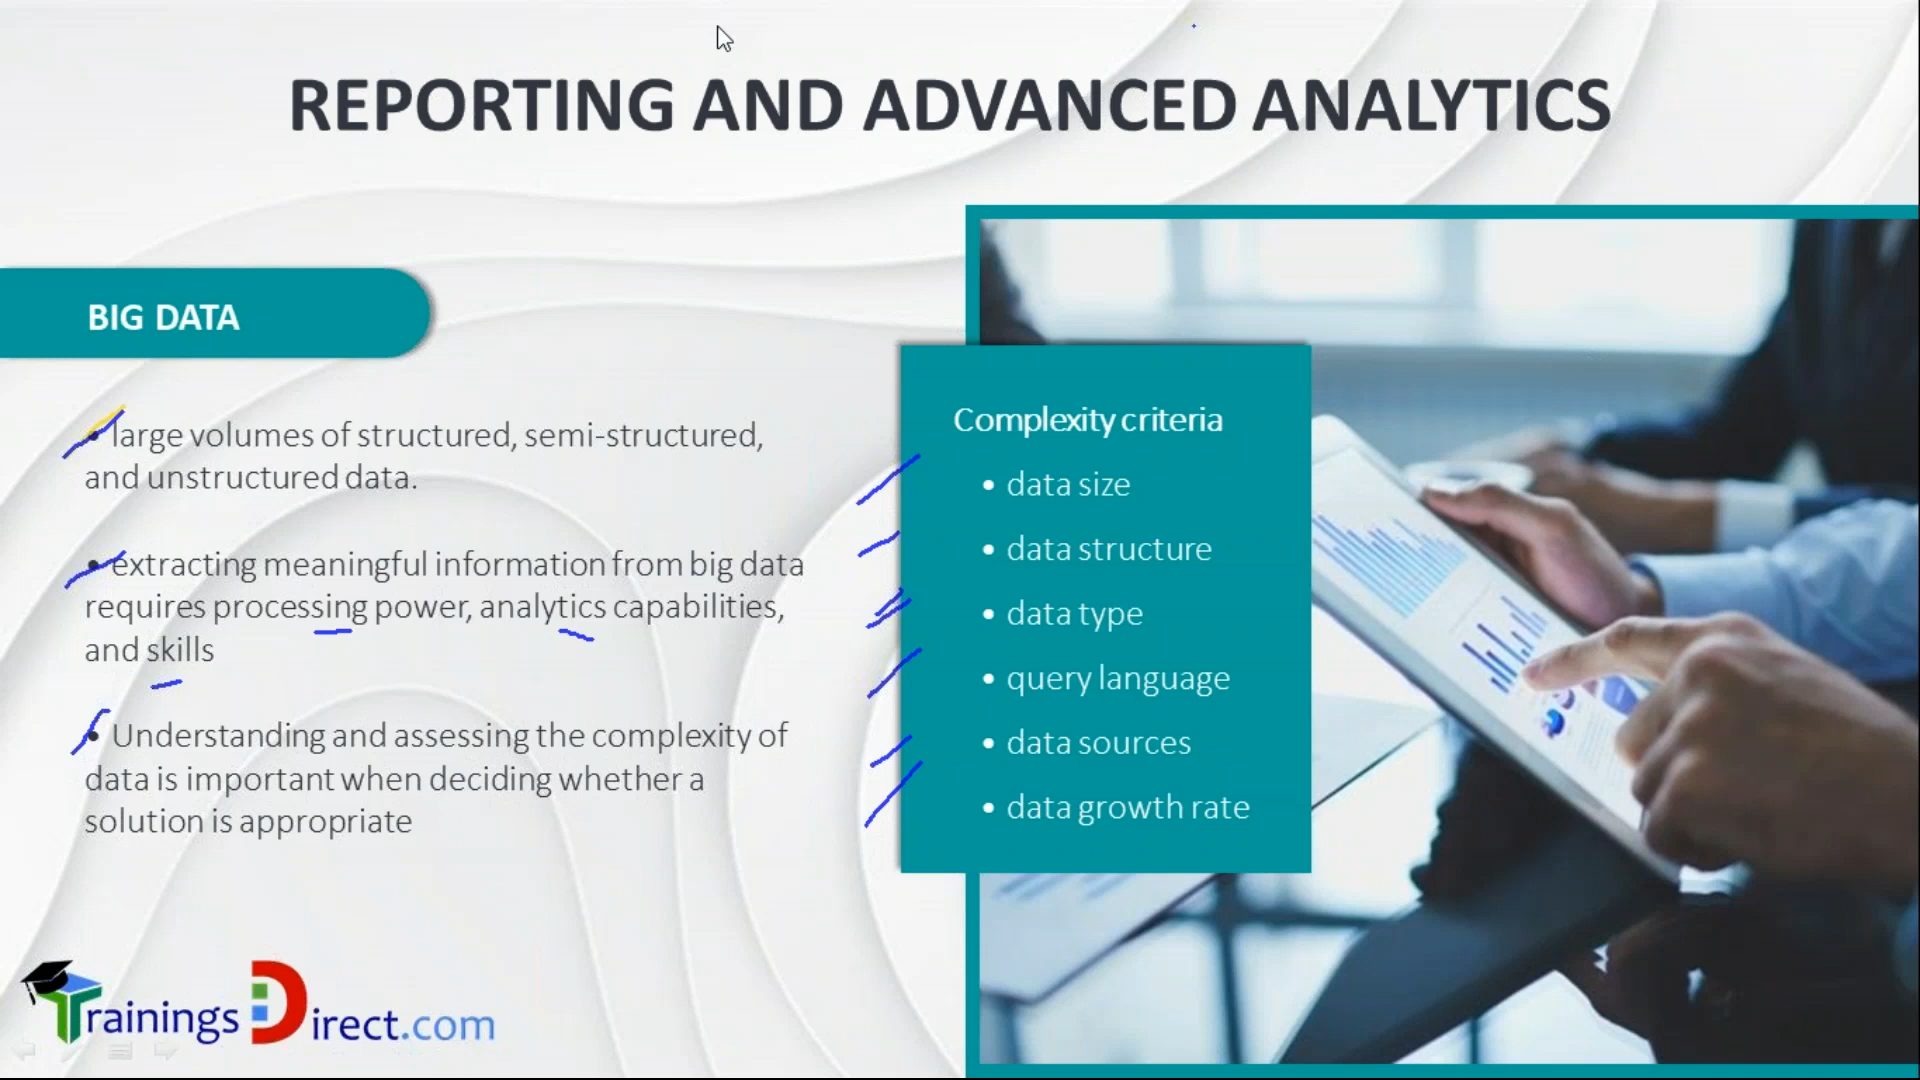 REPORTING AND ADVANCED ANALYTICS
BIG DATA
• large volumes of structured, semi-structured,
and unstructured data.
• extracting meaningful information from big data
requires processing power, analytics capabilities,
and skills
• Understanding and assessing the complexity of
data is important when deciding whether a
solution is appropriate
Complexity criteria
• data size
• data structure
• data type
• query language
• data sources
• data growth rate
Trainings Direct.com